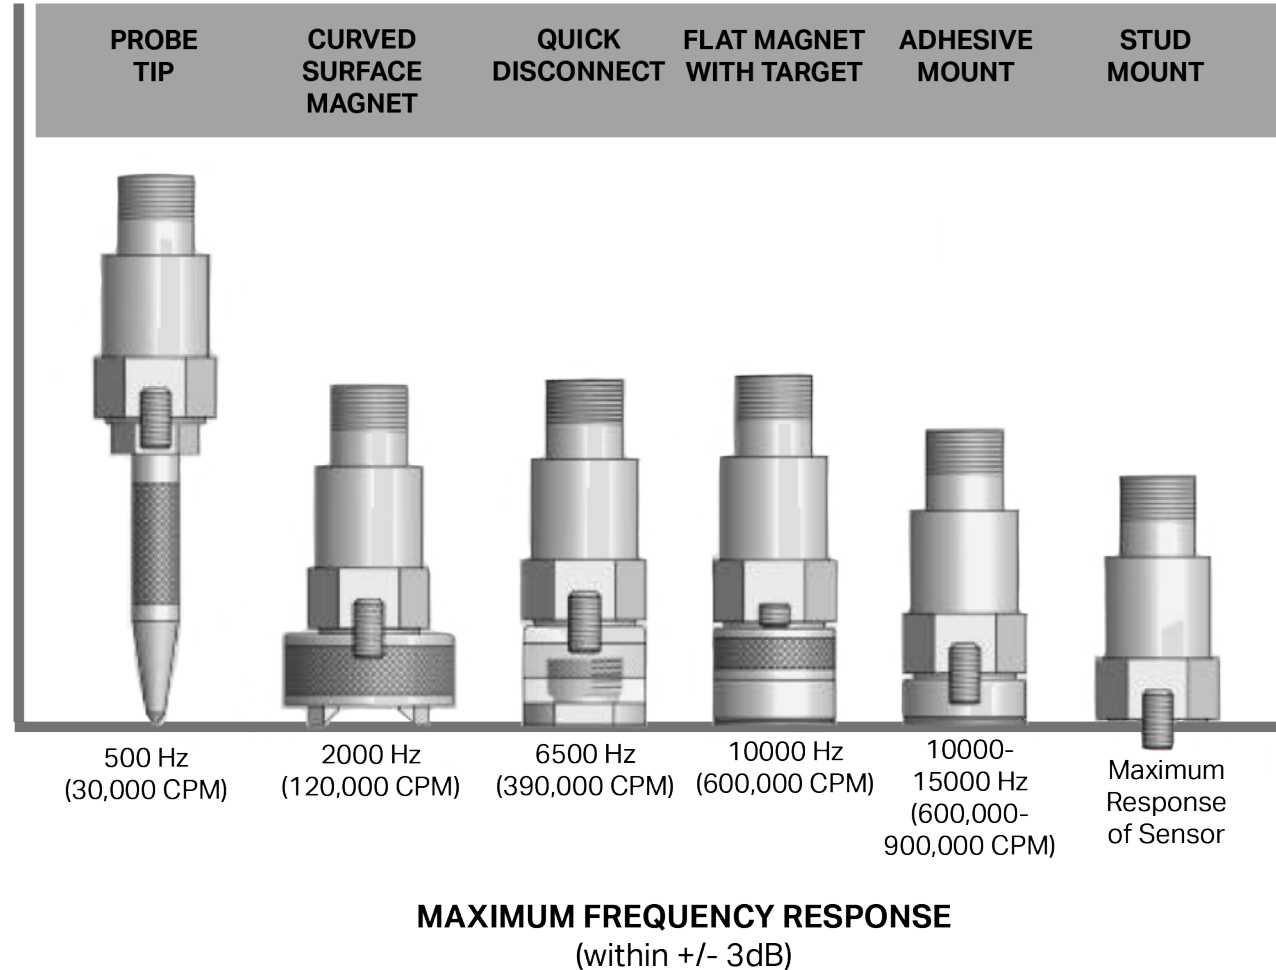 PROBE
TIP
CURVED
SURFACE
MAGNET
QUICK
DISCONNECT
FLAT MAGNET
WITH TARGET
ADHESIVE
MOUNT
STUD
MOUNT
500 Hz
(30,000 CPM)
2000 Hz
(120,000 CPM)
6500 Hz
(390,000 CPM)
10000 Hz
(600,000 CPM)
10000-
15000 Hz
(600,000-
900,000 CPM)
Maximum
Response
of Sensor
MAXIMUM FREQUENCY RESPONSE
(within +/- 3dB)